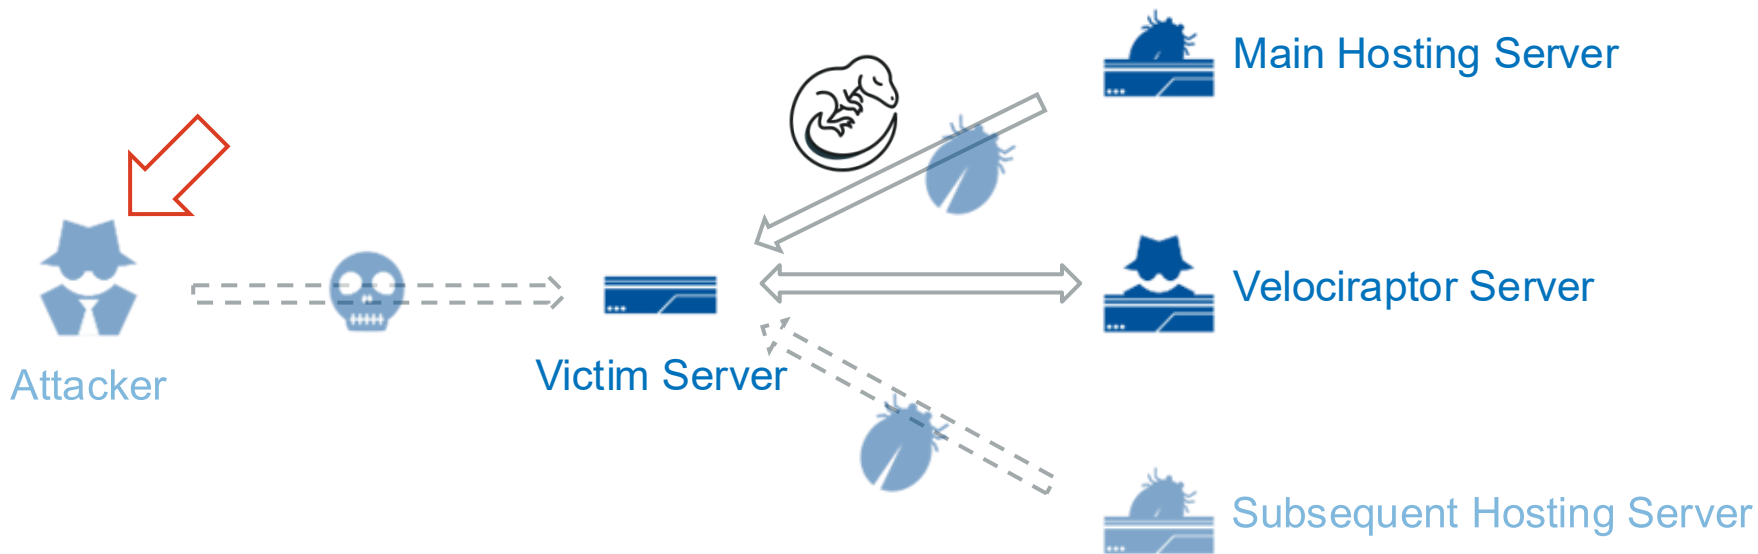 Main Hosting Server
Velociraptor Server
Attacker
Victim Server
Subsequent Hosting Server